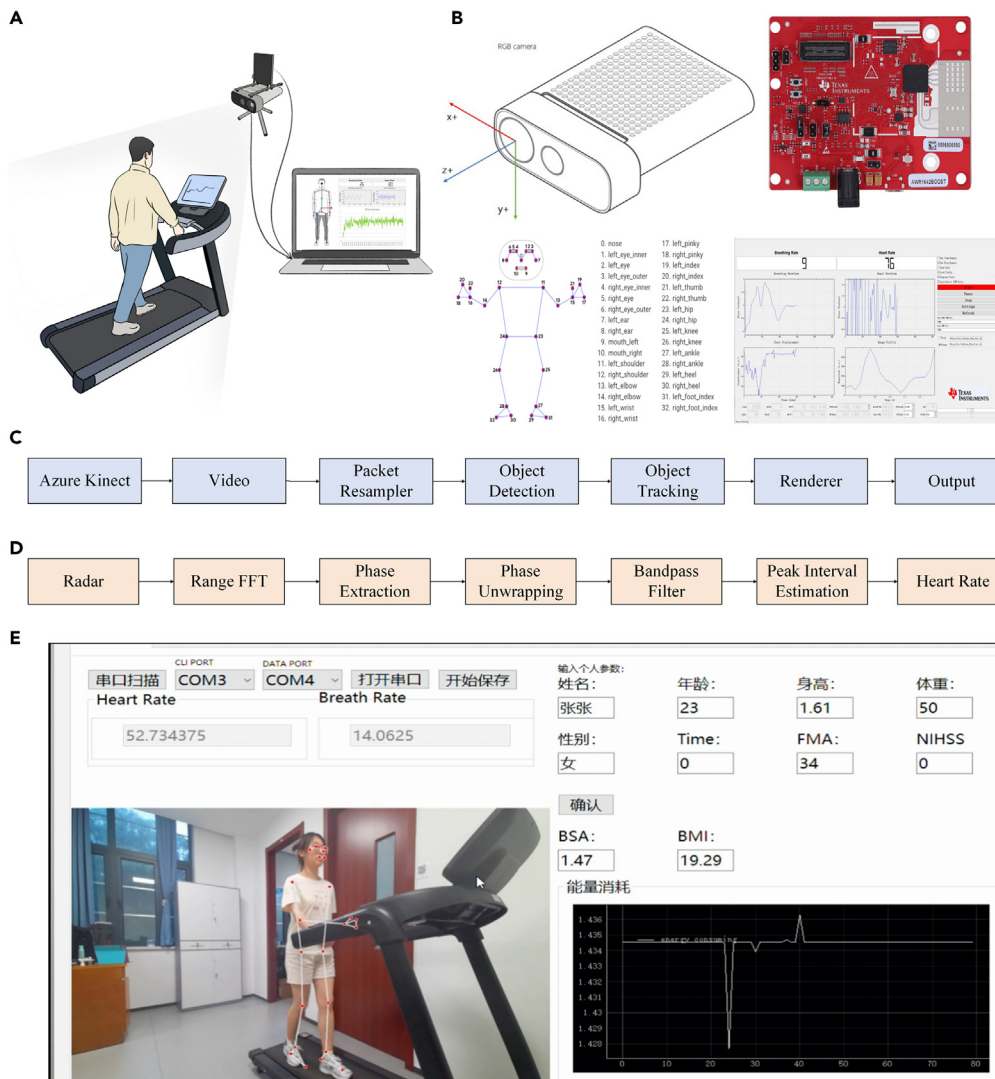 A
B
RGB camera
x+
z+
y+
TEXAS
INSTRUMENTS
AWR1642BOOST
0. nose
1. left_eye_inner
2. left_eye
3. left_eye_outer
4. right_eye_inner
5. right_eye
6. right_eye_outer
7. left_ear
8. right_ear
9. mouth_left
10. mouth_right
11. left_shoulder
12. right_shoulder
13. left_elbow
14. right_elbow
15. left_wrist
16. right_wrist
17. left_pinky
18. right_pinky
19. left_index
20. right_index
21. left_thumb
22. right_thumb
23. left_hip
24. right_hip
25. left_knee
26. right_knee
27. left_ankle
28. right_ankle
29. left_heel
30. right_heel
31. left_foot_index
32. right_foot_index
Breathing Rate
9
Heart Rate
76
TEXAS
INSTRUMENTS
C
Azure Kinect
Video
Packet
Resampler
Object
Detection
Object
Tracking
Renderer
Output
D
Radar
Range FFT
Phase
Extraction
Phase
Unwrapping
Bandpass
Filter
Peak Interval
Estimation
Heart Rate
E
串口扫描
CLI PORT
COM3
DATA PORT
COM4
打开串口
开始保存
Heart Rate
52.734375
Breath Rate
14.0625
输入个人参数:
姓名:
年龄:
身高:
体重:
张张
23
1.61
50
性别:
Time:
FMA:
NIHSS
女
0
34
0
确认
BSA:
BMI:
1.47
19.29
能量消耗
energy consuming
1.436
1.434
1.433
1.431
1.43
1.429
1.428
0
10
20
30
40
50
60
70
80